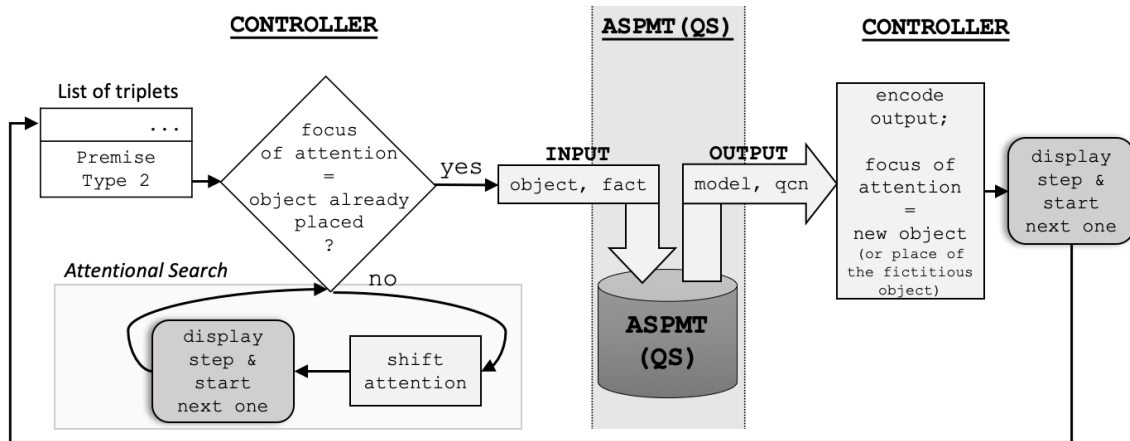 CONTROLLER
ASPMT(QS)
CONTROLLER
List of triplets
...
Premise
Type 2
focus
of attention
=
object already
placed
?
yes
no
Attentional Search
display
step &
start
next one
shift
attention
INPUT
object, fact
OUTPUT
model, qcn
ASPMT
(QS)
encode
output;
focus of
attention
=
new object
(or place of
the fictitious
object)
display
step &
start
next one